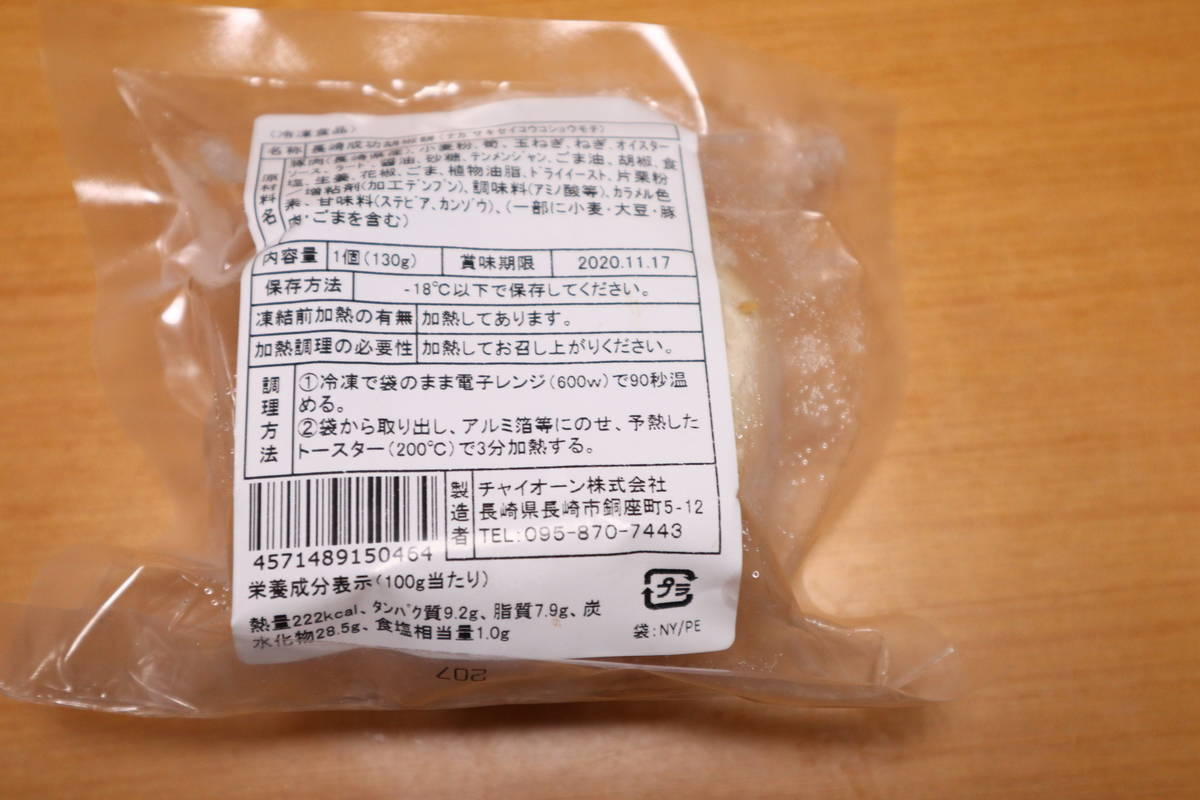 (冷凍食品)
名称 長崎成功胡椒餅(ナガサキセイコウコショウモチ)
原材料名 豚肉(長崎県産)、小麦粉、筍、玉ねぎ、ねぎ、オイスター
ソース、ラード、醤油、砂糖、テンメンジャン、ごま油、胡椒、食
塩、生姜、花椒、ごま、植物油脂、ドライイースト、片栗粉
/増粘剤(加工デンプン)、調味料(アミノ酸等)、カラメル色
素、甘味料(ステビア、カンゾウ)、(一部に小麦・大豆・豚
肉・ごまを含む)
内容量 1個(130g) 賞味期限 2020.11.17
保存方法 -18℃以下で保存してください。
凍結前加熱の有無 加熱してあります。
加熱調理の必要性 加熱してお召し上がりください。
調理方法 ①冷凍で袋のまま電子レンジ(600w)で90秒温
める。
②袋から取り出し、アルミ箔等にのせ、予熱した
トースター(200℃)で3分加熱する。
製造者 チャイオーン株式会社
長崎県長崎市銅座町5-12
TEL:095-870-7443
4571489150464
栄養成分表示(100g当たり)
熱量222kcal、タンパク質9.2g、脂質7.9g、炭
水化物28.5g、食塩相当量1.0g
プラ
袋:NY/PE
207